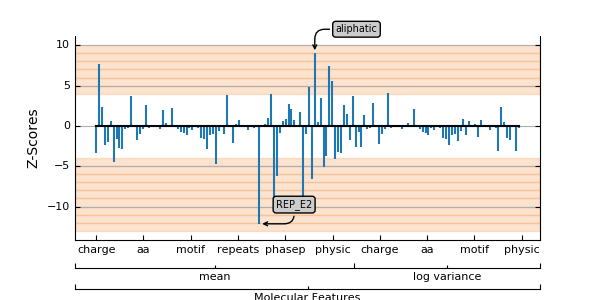 aliphatic
10
5
0
−5
−10
Z-Scores
REP_E2
charge aa motif repeats phasep physic charge aa motif physic
mean log variance
Molecular Features